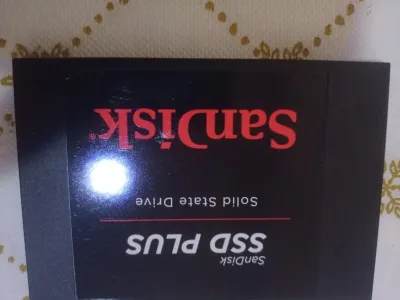 SanDisk®
Solid State Drive
SanDisk
SSD PLUS